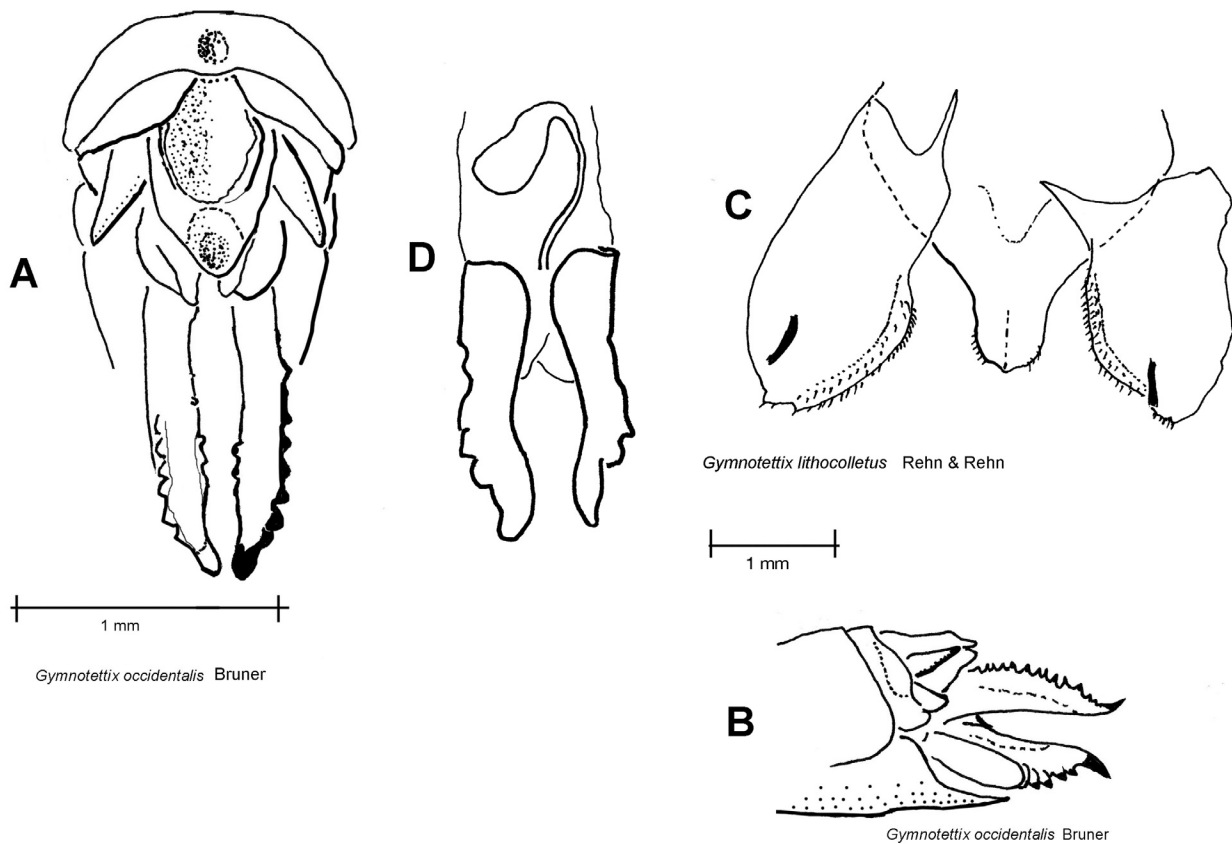 A
1 mm
Gymnotettix occidentalis Bruner
D
C
Gymnotettix lithocolletus Rehn & Rehn
1 mm
B
Gymnotettix occidentalis Bruner